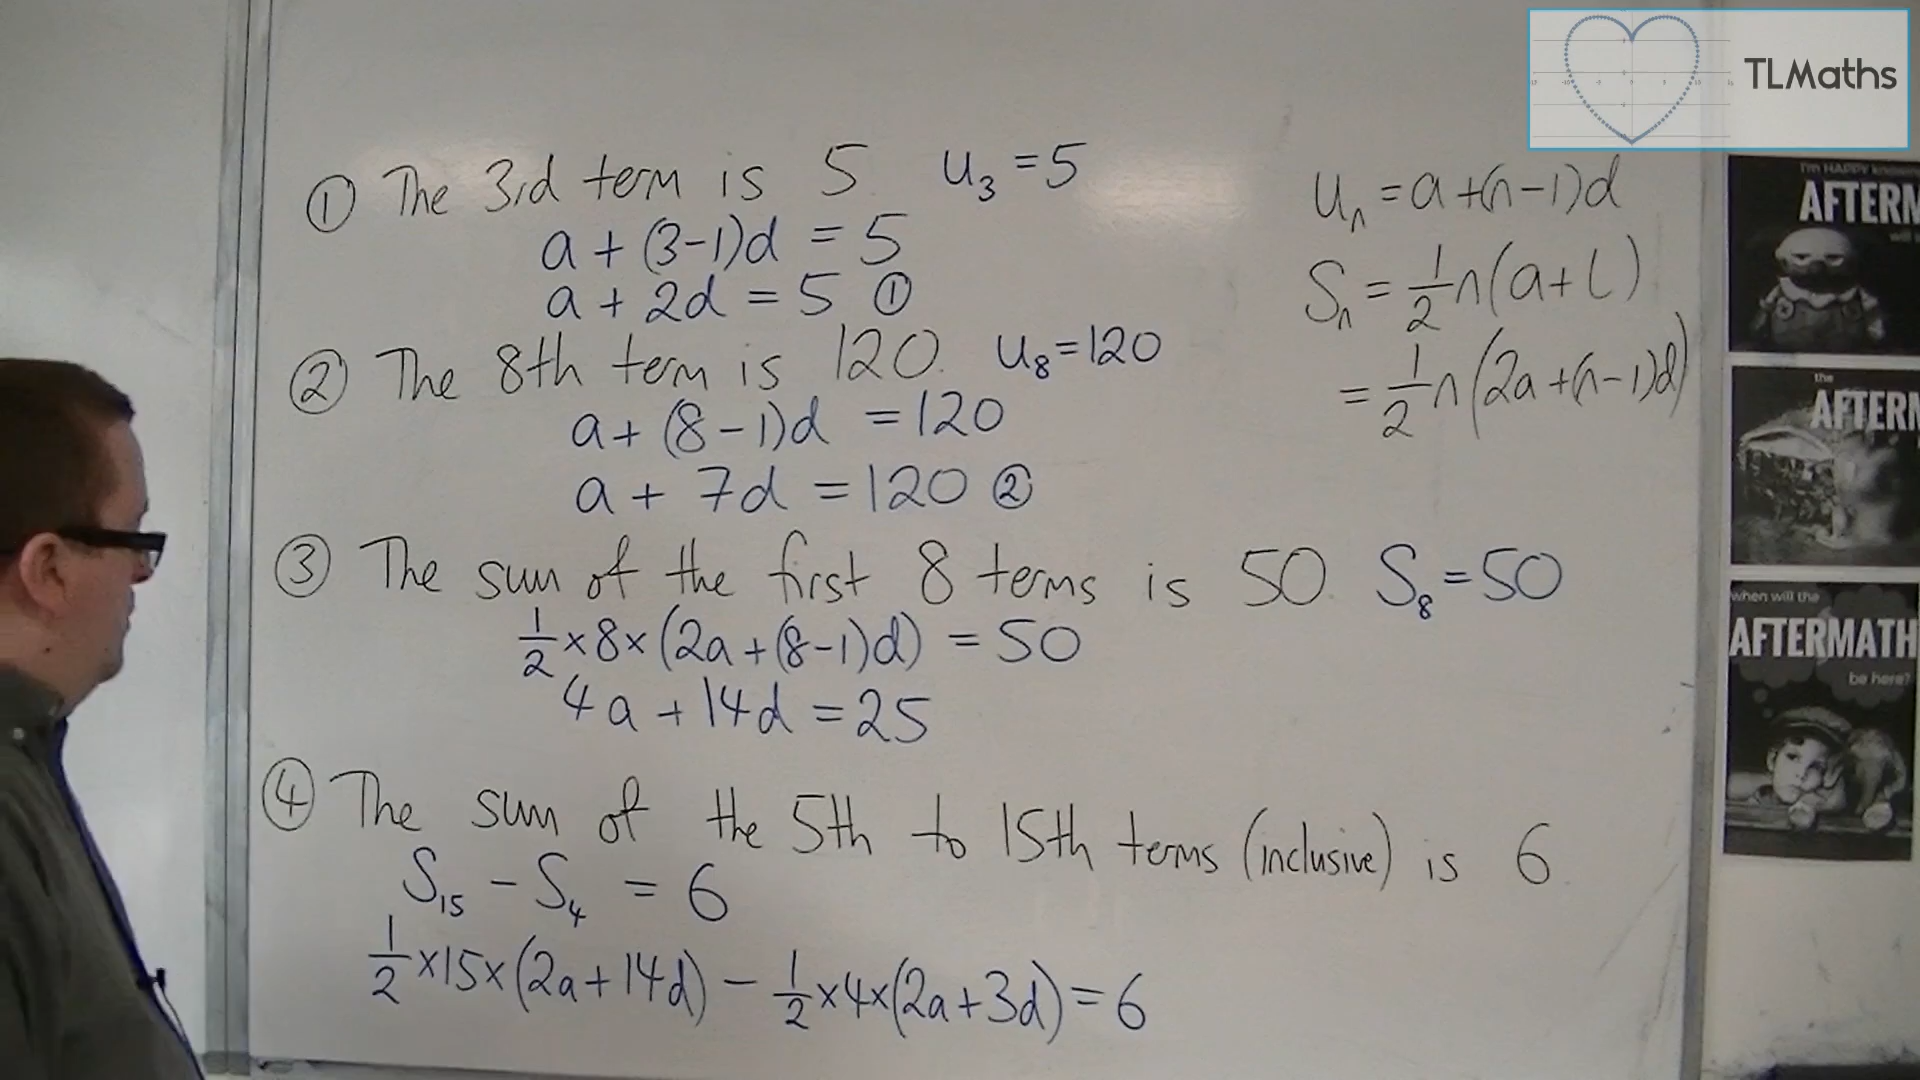 TLMaths
① The 3rd term is 5. u₃ = 5
a + (3-1)d = 5
a + 2d = 5 ①
② The 8th term is 120. u₈ = 120
a + (8-1)d = 120
a + 7d = 120 ②
③ The sum of the first 8 terms is 50. S₈ = 50
1/2 × 8 × (2a + (8-1)d) = 50
4a + 14d = 25
④ The sum of the 5th to 15th terms (inclusive) is 6.
S₁₅ - S₄ = 6
1/2 × 15 × (2a + 14d) - 1/2 × 4 × (2a + 3d) = 6
uₙ = a + (n-1)d
Sₙ = 1/2 n(a + l)
= 1/2 n(2a + (n-1)d)
I'm HAPPY
AFTERM
will
the
AFTERM
when will the
AFTERMATH
be here?